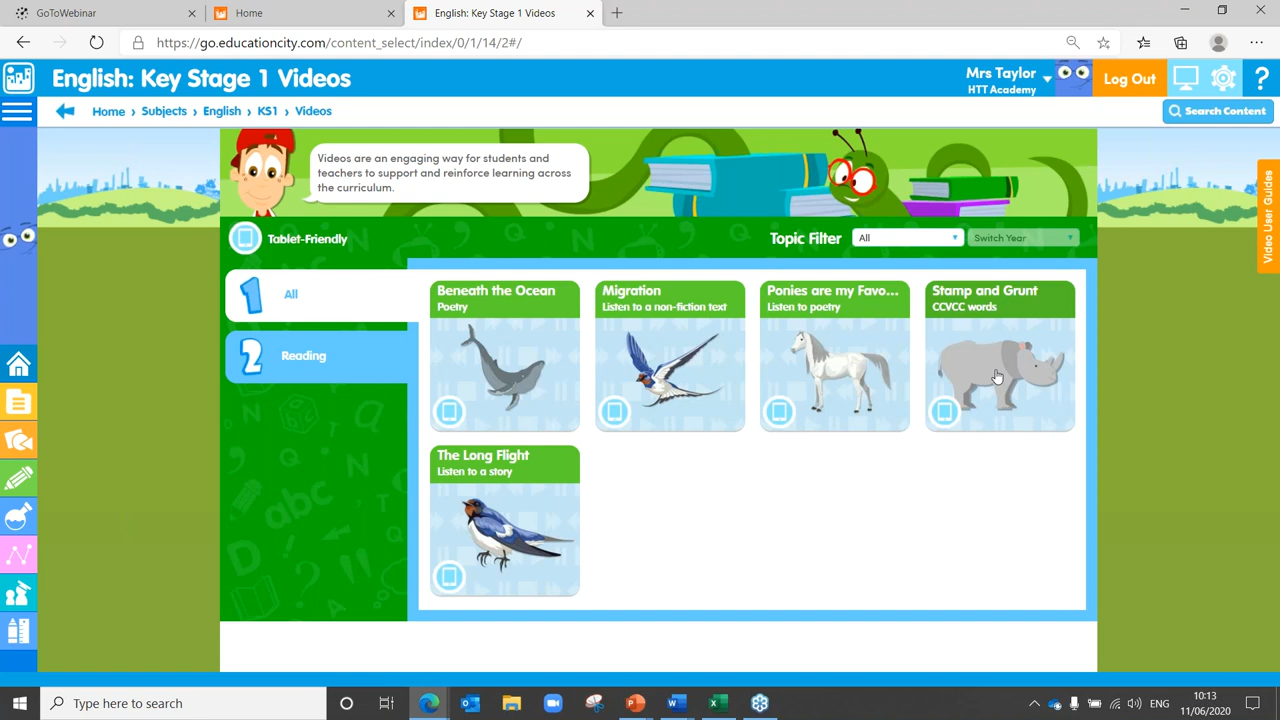 GoToWebinar
Home
English: Key Stage 1 Videos
https://go.educationcity.com/content_select/index/0/1/14/2#/
English: Key Stage 1 Videos
Mrs Taylor
HTT Academy
Log Out
?
Home › Subjects › English › KS1 › Videos
Search Content
Videos are an engaging way for students and
teachers to support and reinforce learning across
the curriculum.
Video User Guides
Tablet-Friendly
Topic Filter
All
Switch Year
1
All
2
Reading
Beneath the Ocean
Poetry
Migration
Listen to a non-fiction text
Ponies are my Favo...
Listen to poetry
Stamp and Grunt
CCVCC words
The Long Flight
Listen to a story
abc
Type here to search
ENG
10:13
11/06/2020